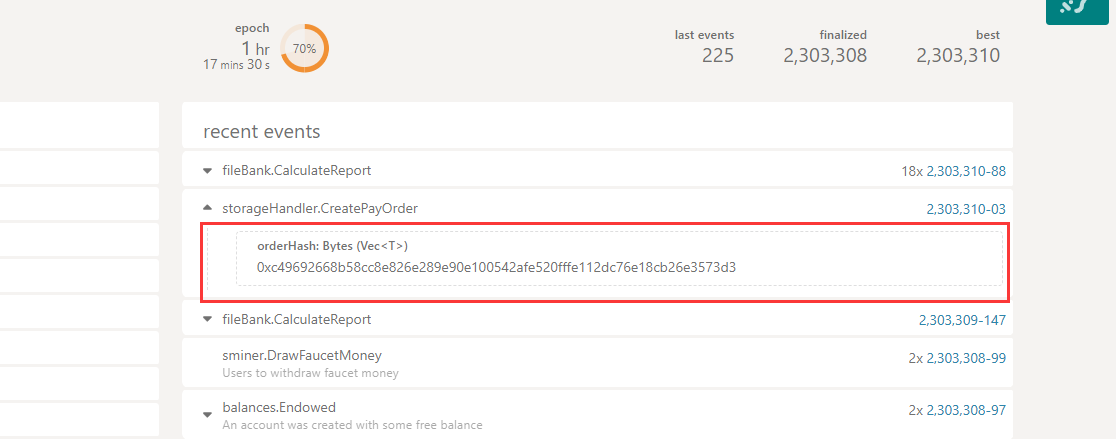 epoch
1 hr
17 mins 30 s
70%
last events
225
finalized
2,303,308
best
2,303,310
recent events
fileBank.CalculateReport
18x 2,303,310-88
storageHandler.CreatePayOrder
2,303,310-03
orderHash: Bytes (Vec<T>)
0xc49692668b58cc8e826e289e90e100542afe520fffe112dc76e18cb26e3573d3
fileBank.CalculateReport
2,303,309-147
sminer.DrawFaucetMoney
2x 2,303,308-99
Users to withdraw faucet money
balances.Endowed
2x 2,303,308-97
An account was created with some free balance